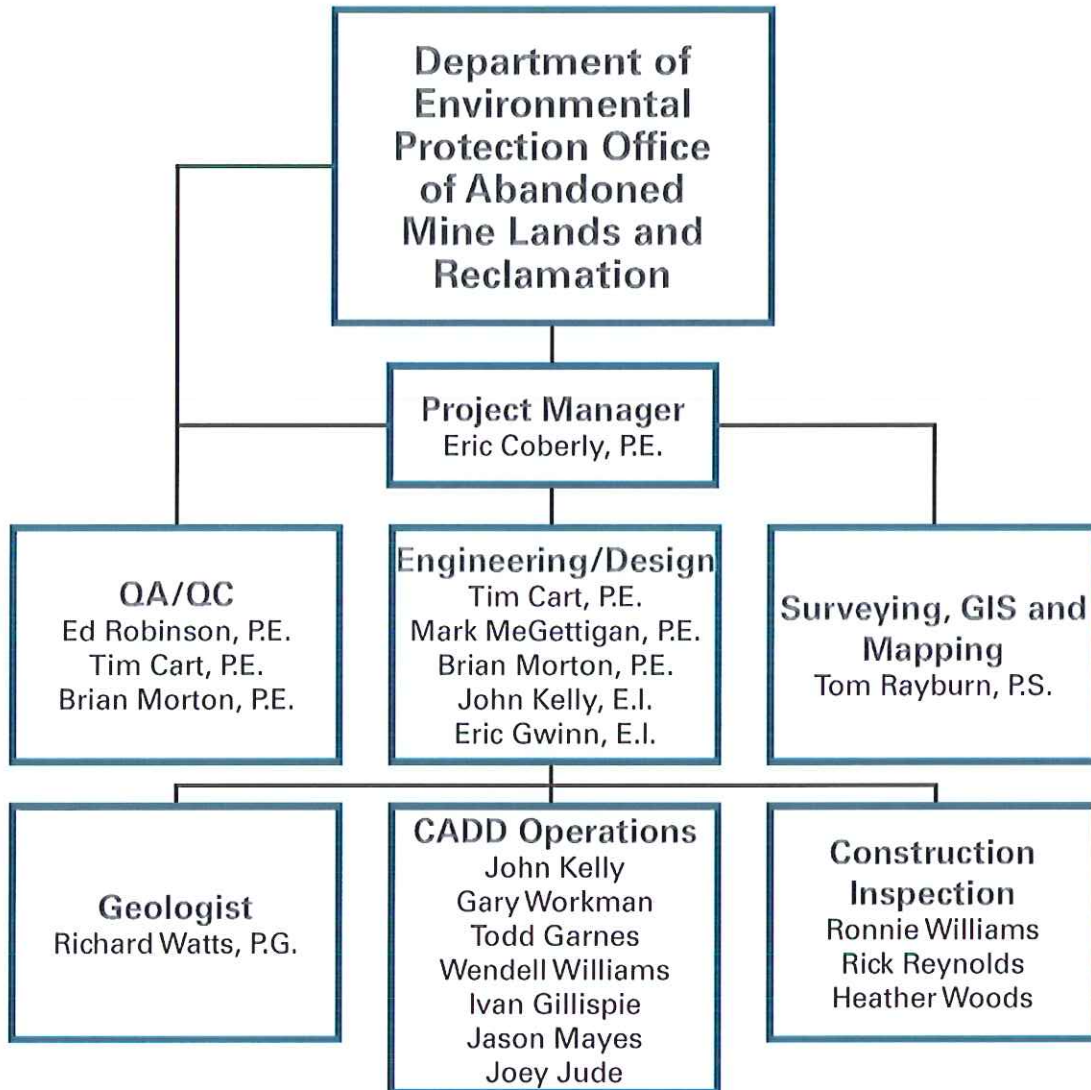 Department of
Environmental
Protection Office
of Abandoned
Mine Lands and
Reclamation
Project Manager
Eric Coberly, P.E.
QA/QC
Ed Robinson, P.E.
Tim Cart, P.E.
Brian Morton, P.E.
Engineering/Design
Tim Cart, P.E.
Mark MeGettigan, P.E.
Brian Morton, P.E.
John Kelly, E.I.
Eric Gwinn, E.I.
Surveying, GIS and
Mapping
Tom Rayburn, P.S.
Geologist
Richard Watts, P.G.
CADD Operations
John Kelly
Gary Workman
Todd Garnes
Wendell Williams
Ivan Gillispie
Jason Mayes
Joey Jude
Construction
Inspection
Ronnie Williams
Rick Reynolds
Heather Woods